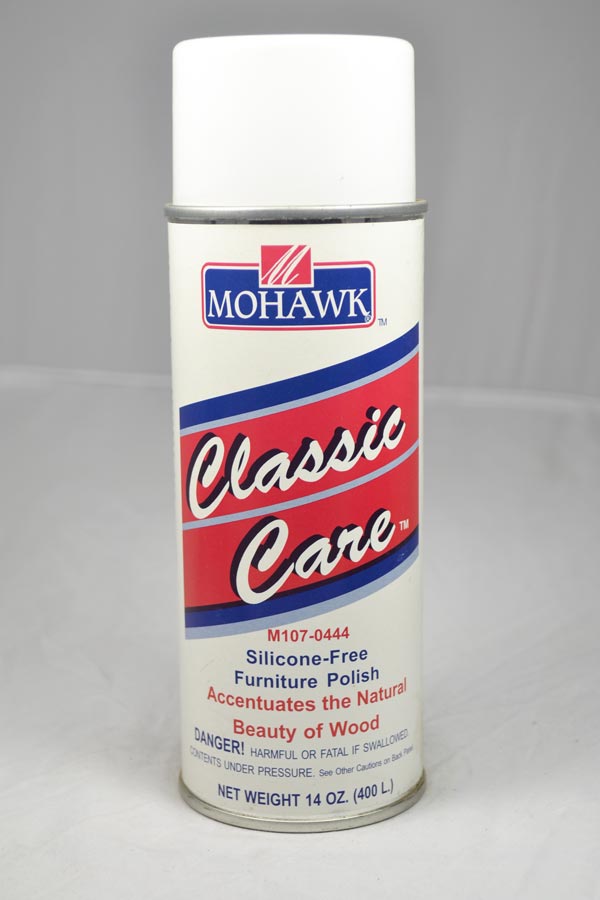 M
MOHAWK
®
TM
Classic
Care TM
M107-0444
Silicone-Free
Furniture Polish
Accentuates the Natural
Beauty of Wood
DANGER! HARMFUL OR FATAL IF SWALLOWED.
CONTENTS UNDER PRESSURE. See Other Cautions on Back Panel
NET WEIGHT 14 OZ. (400 L.)